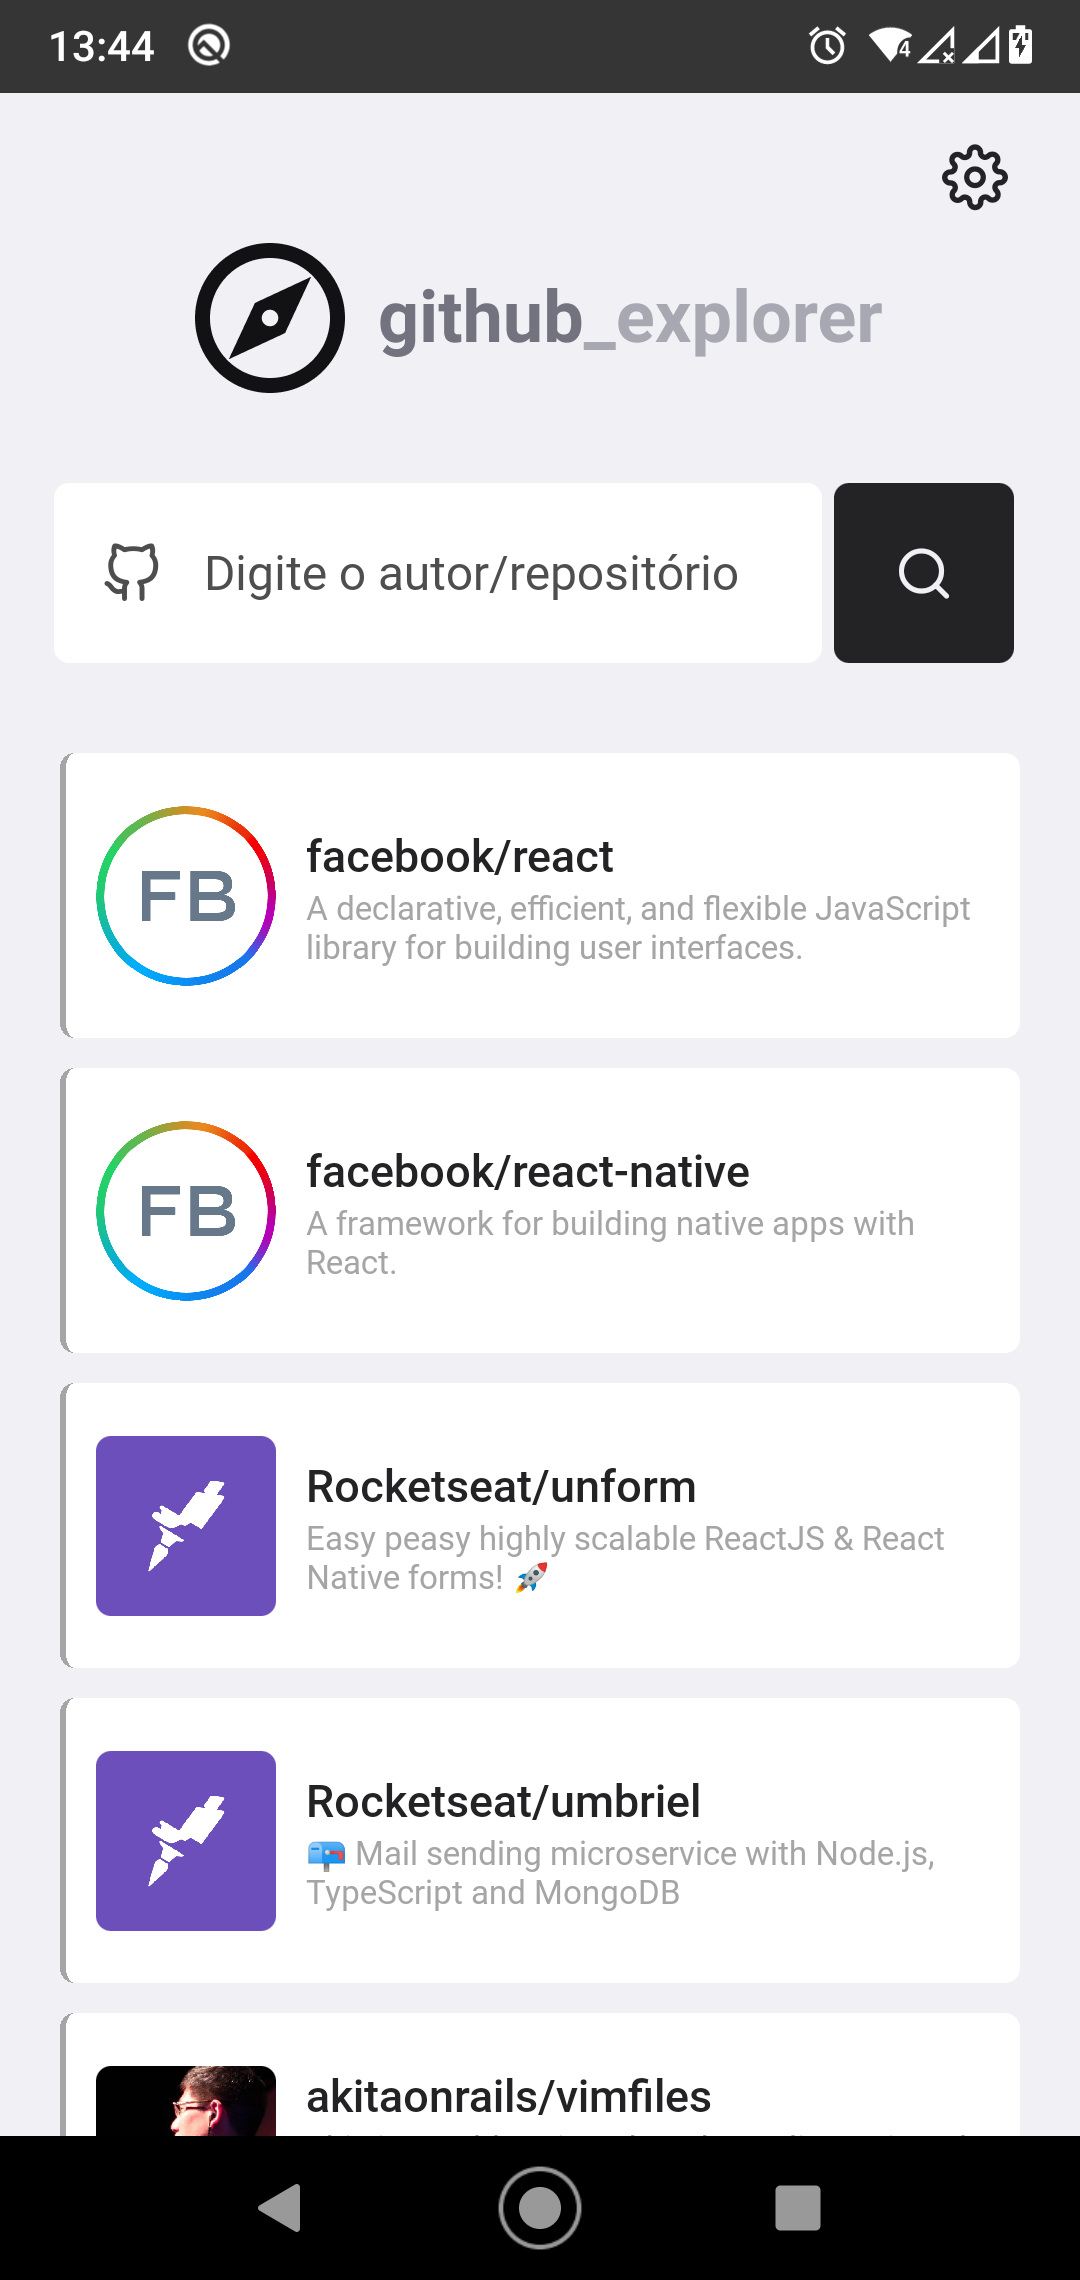 13:44
4
github_explorer
Digite o autor/repositório
FB
facebook/react
A declarative, efficient, and flexible JavaScript
library for building user interfaces.
FB
facebook/react-native
A framework for building native apps with
React.
Rocketseat/unform
Easy peasy highly scalable ReactJS & React
Native forms! 🚀
Rocketseat/umbriel
📪 Mail sending microservice with Node.js,
TypeScript and MongoDB
akitaonrails/vimfiles